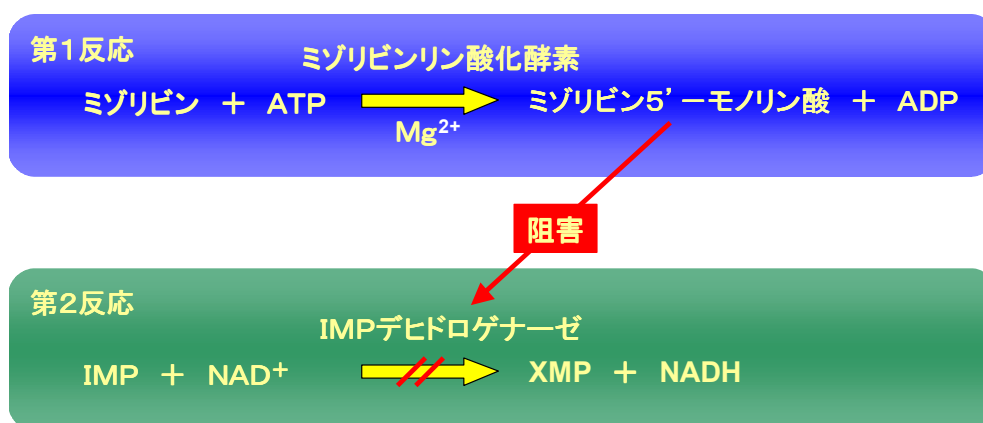 第1反応
ミゾリビンリン酸化酵素
ミゾリビン ＋ ATP ミゾリビン５’－モノリン酸 ＋ ADP
Mg²⁺
阻害
第2反応
IMPデヒドロゲナーゼ
IMP ＋ NAD⁺ XMP ＋ NADH